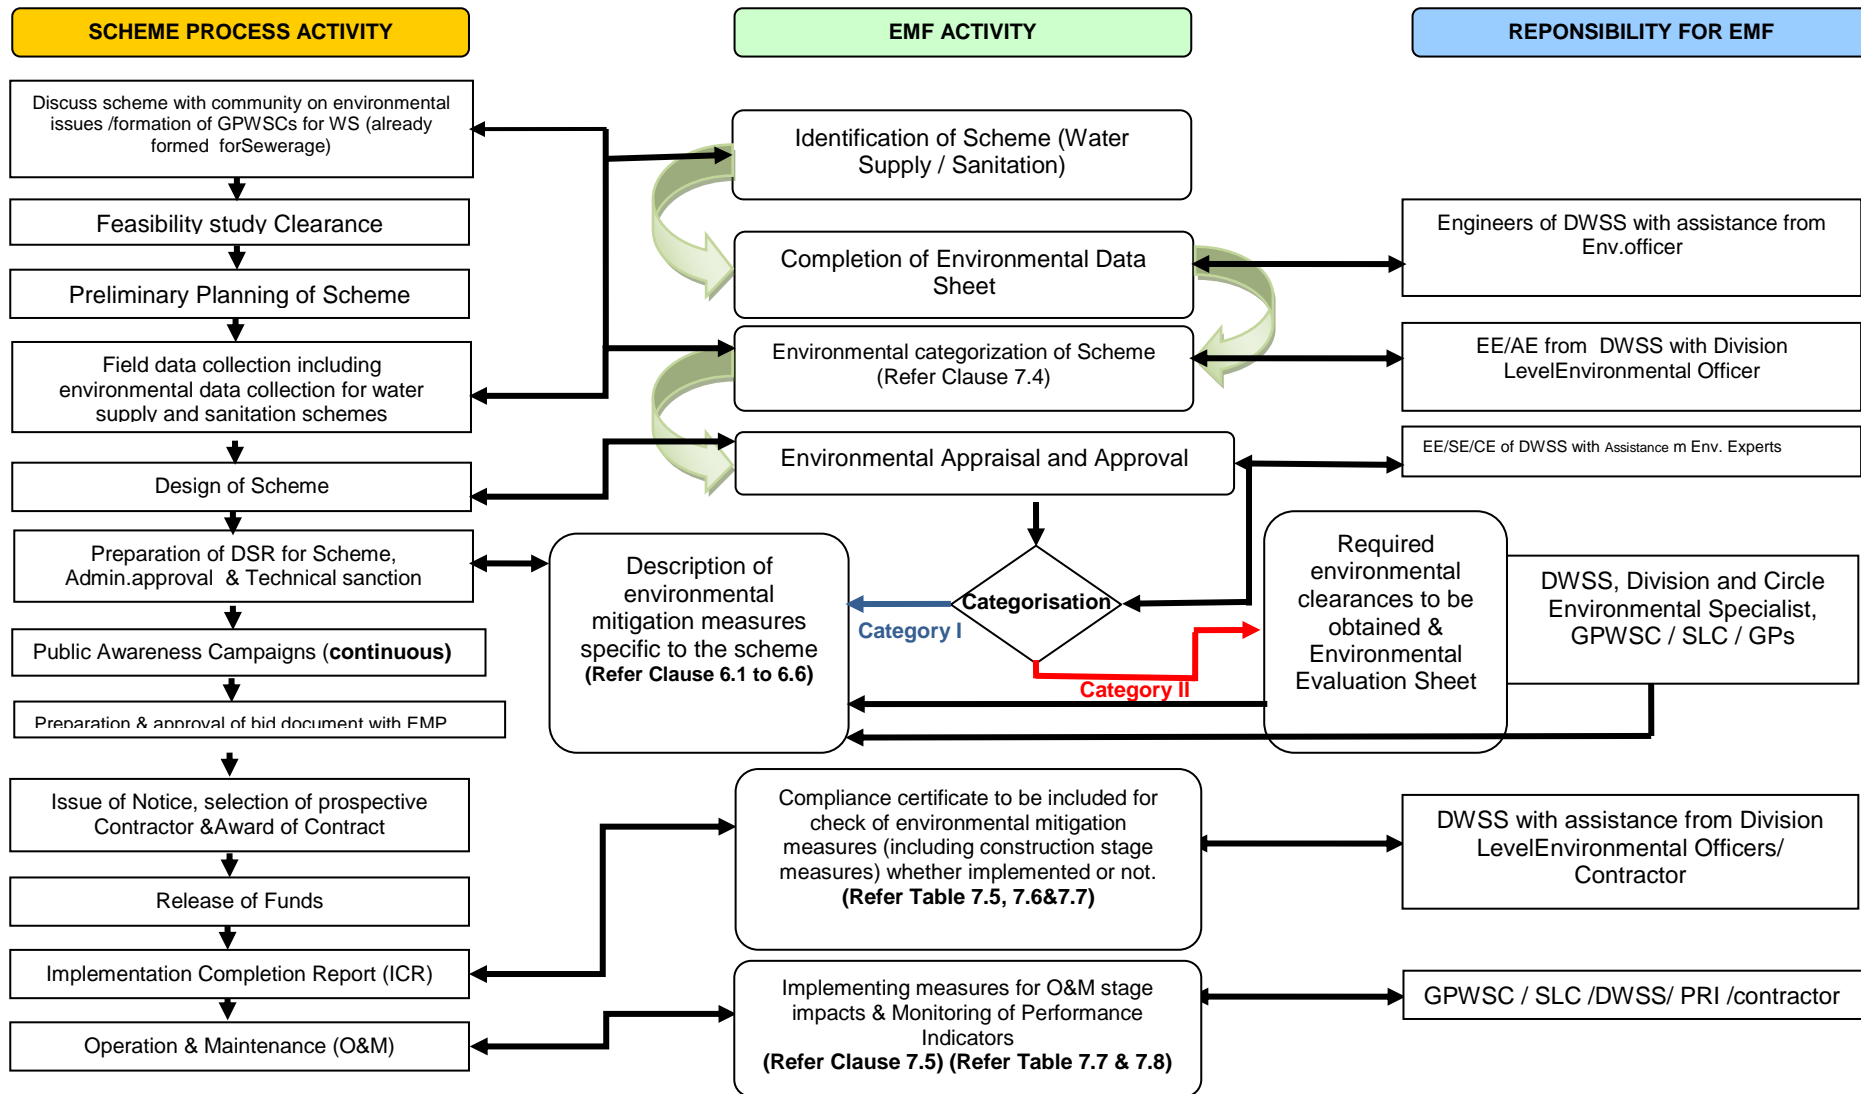 SCHEME PROCESS ACTIVITY
EMF ACTIVITY
REPONSIBILITY FOR EMF
Discuss scheme with community on environmental
issues /formation of GPWSCs for WS (already
formed forSewerage)
Feasibility study Clearance
Preliminary Planning of Scheme
Field data collection including
environmental data collection for water
supply and sanitation schemes
Design of Scheme
Preparation of DSR for Scheme,
Admin.approval & Technical sanction
Public Awareness Campaigns (continuous)
Preparation & approval of bid document with EMP
Issue of Notice, selection of prospective
Contractor &Award of Contract
Release of Funds
Implementation Completion Report (ICR)
Operation & Maintenance (O&M)
Identification of Scheme (Water
Supply / Sanitation)
Completion of Environmental Data
Sheet
Environmental categorization of Scheme
(Refer Clause 7.4)
Environmental Appraisal and Approval
Categorisation
Category I
Category II
Description of
environmental
mitigation measures
specific to the scheme
(Refer Clause 6.1 to 6.6)
Required
environmental
clearances to be
obtained &
Environmental
Evaluation Sheet
Compliance certificate to be included for
check of environmental mitigation
measures (including construction stage
measures) whether implemented or not.
(Refer Table 7.5, 7.6&7.7)
Implementing measures for O&M stage
impacts & Monitoring of Performance
Indicators
(Refer Clause 7.5) (Refer Table 7.7 & 7.8)
Engineers of DWSS with assistance from
Env.officer
EE/AE from DWSS with Division
LevelEnvironmental Officer
EE/SE/CE of DWSS with Assistance m Env. Experts
DWSS, Division and Circle
Environmental Specialist,
GPWSC / SLC / GPs
DWSS with assistance from Division
LevelEnvironmental Officers/
Contractor
GPWSC / SLC /DWSS/ PRI /contractor